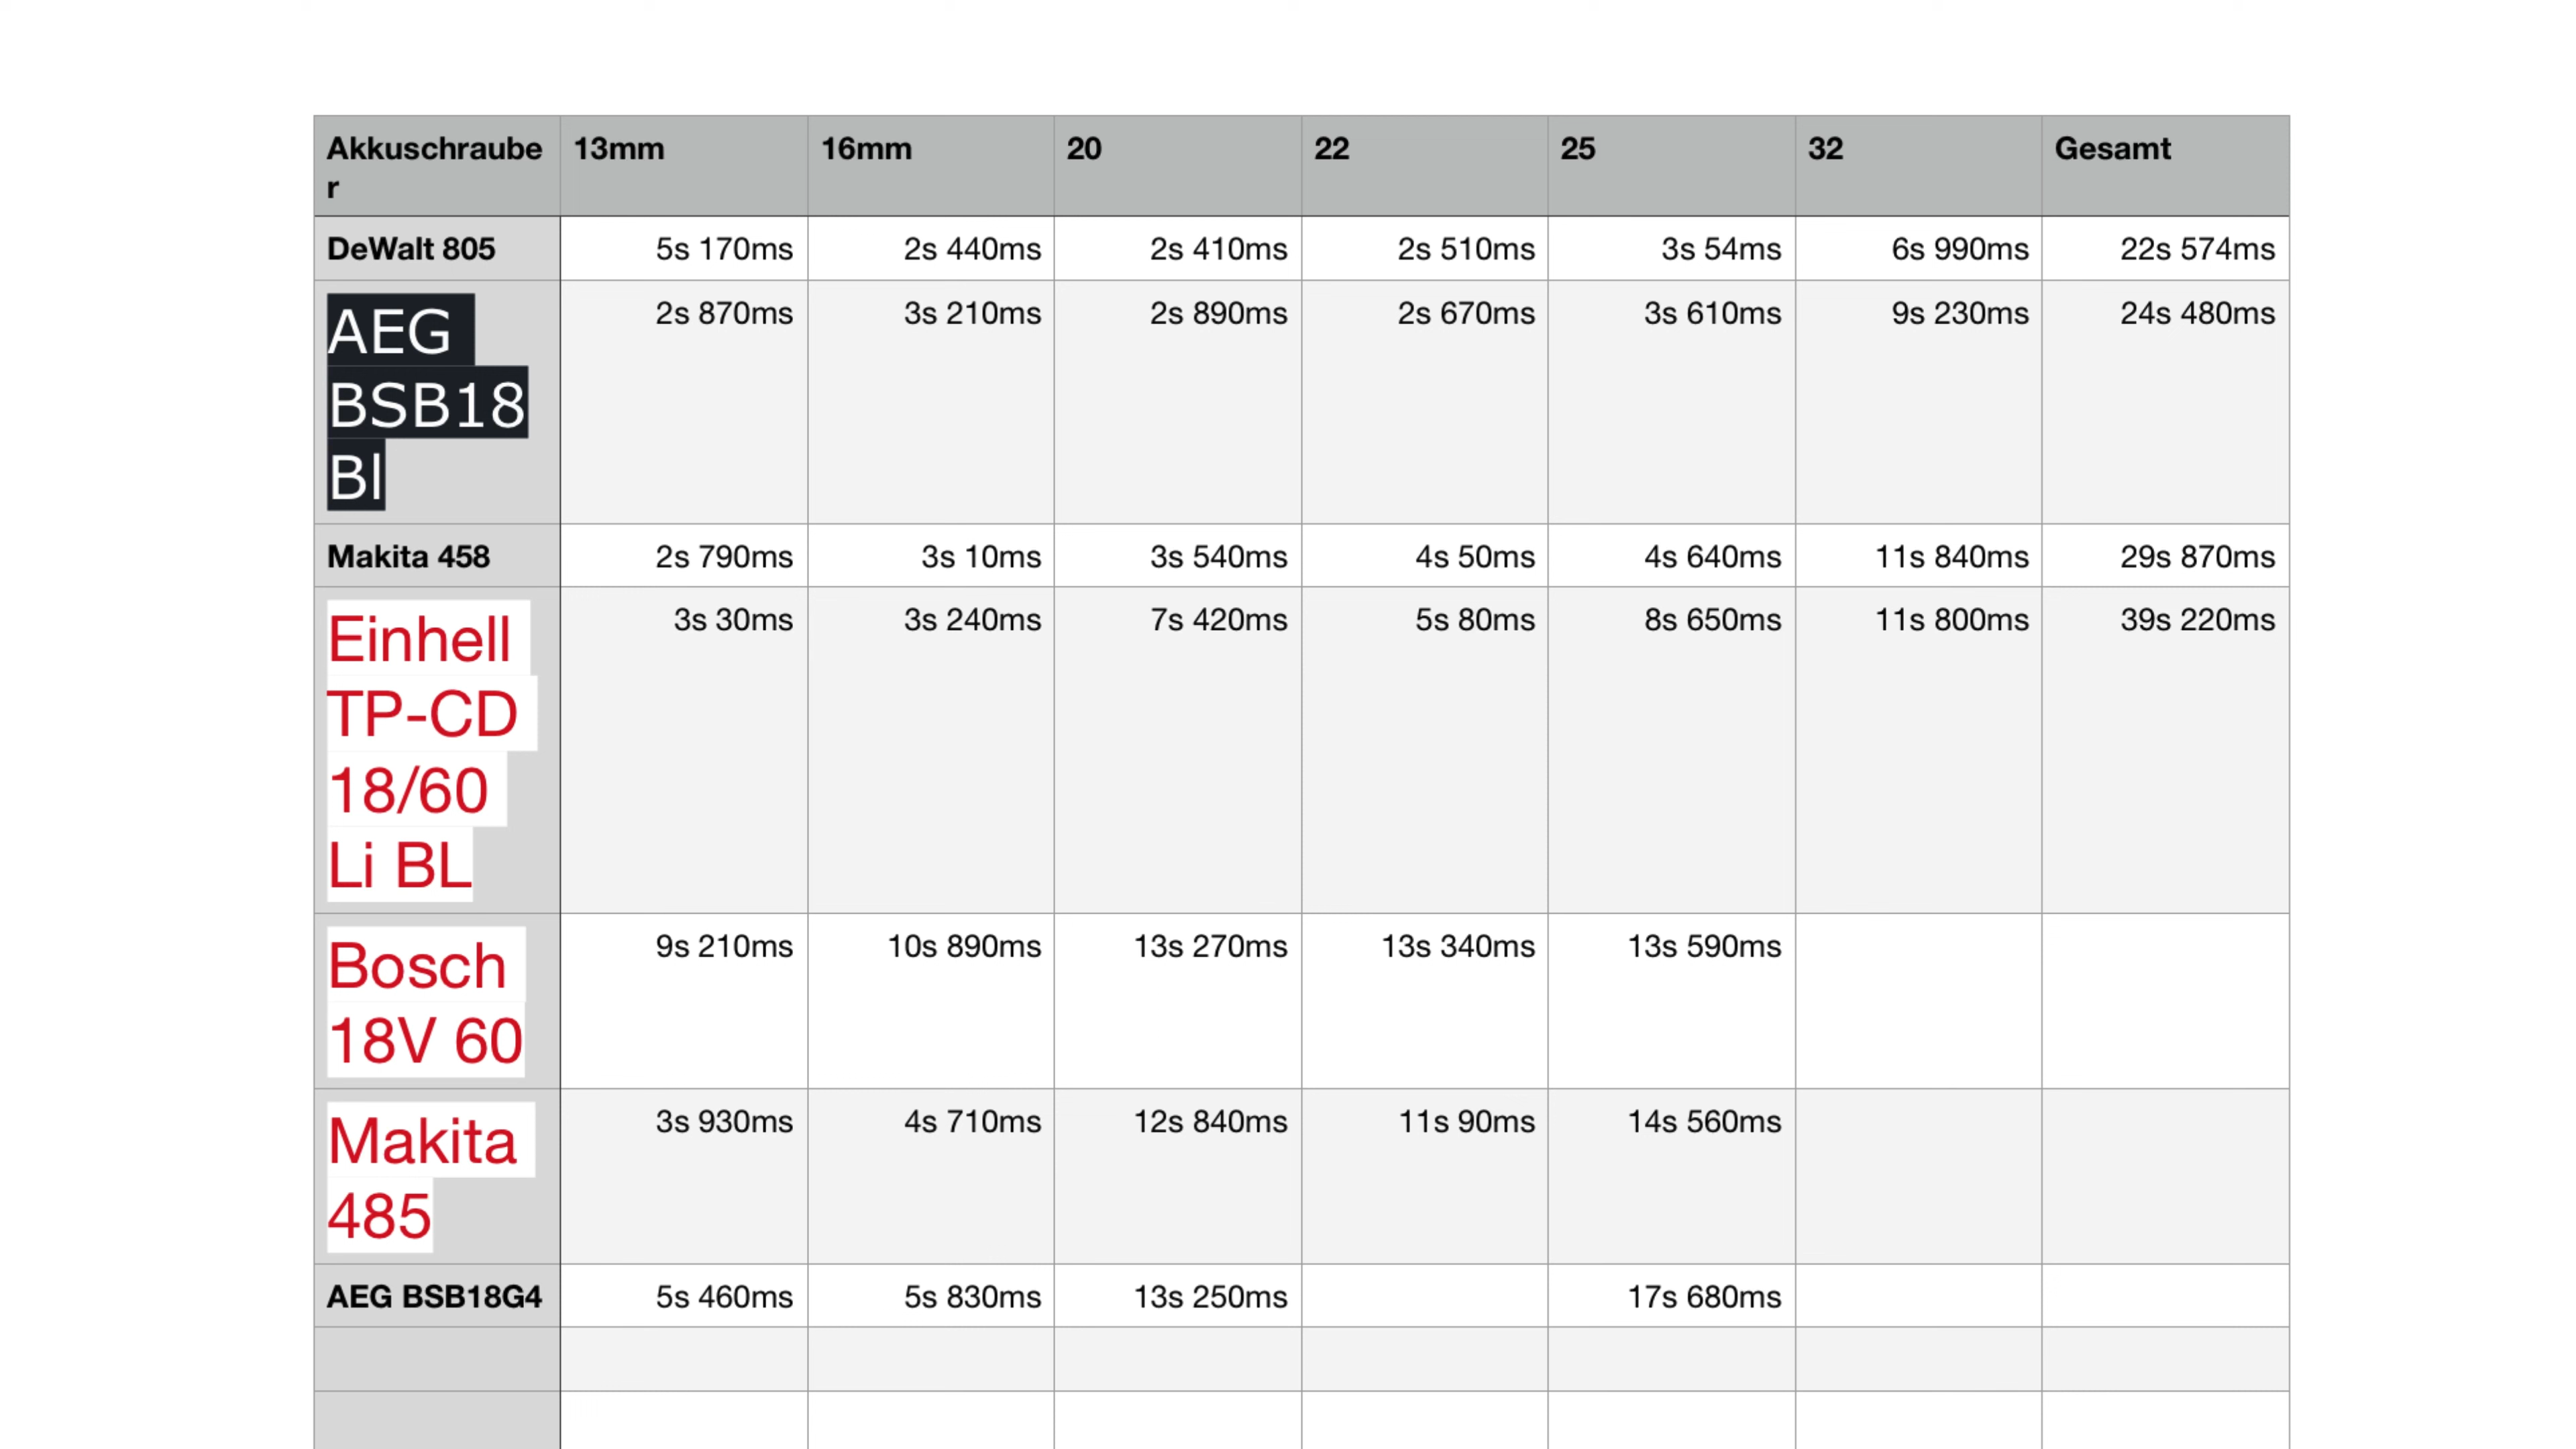 Akkuschraube
r 13mm 16mm 20 22 25 32 Gesamt
DeWalt 805 5s 170ms 2s 440ms 2s 410ms 2s 510ms 3s 54ms 6s 990ms 22s 574ms
AEG 2s 870ms 3s 210ms 2s 890ms 2s 670ms 3s 610ms 9s 230ms 24s 480ms
BSB18
Bl
Makita 458 2s 790ms 3s 10ms 3s 540ms 4s 50ms 4s 640ms 11s 840ms 29s 870ms
Einhell 3s 30ms 3s 240ms 7s 420ms 5s 80ms 8s 650ms 11s 800ms 39s 220ms
TP-CD
18/60
Li BL
Bosch 9s 210ms 10s 890ms 13s 270ms 13s 340ms 13s 590ms
18V 60
Makita 3s 930ms 4s 710ms 12s 840ms 11s 90ms 14s 560ms
485
AEG BSB18G4 5s 460ms 5s 830ms 13s 250ms 17s 680ms